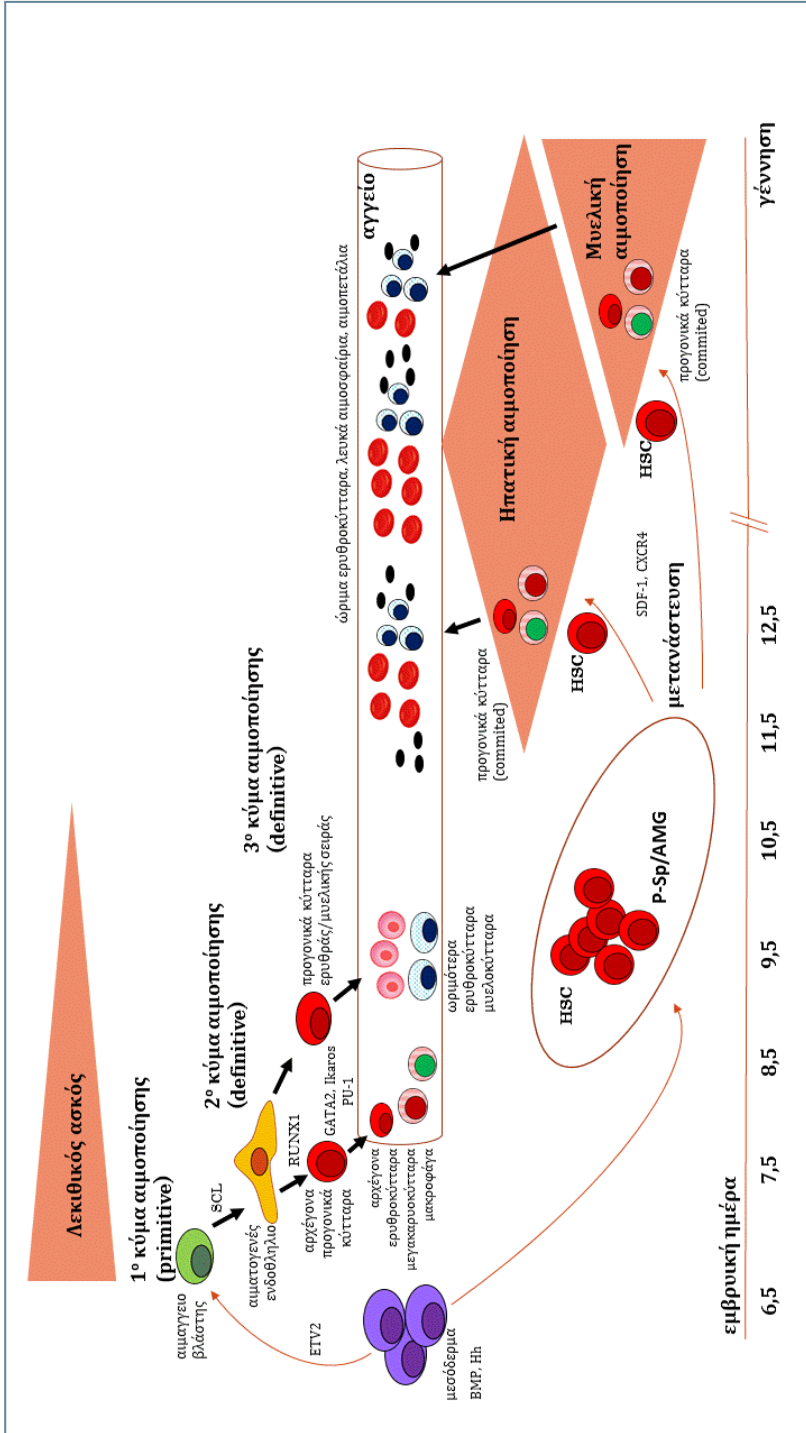 Λεκιθικός ασκός
1ο κύμα αιμοποίησης
(primitive)
2ο κύμα αιμοποίησης
(definitive)
3ο κύμα αιμοποίησης
(definitive)
αιμαγγειο
βλάστης
SCL
αιματογενές
ενδοθλήλιο
ETV2
RUNX1
αρχέγονα
προγονικά
κύτταρα
GATA2, Ikaros
PU-1
προγονικά κύτταρα
ερυθράς/μυελικής σειράς
μεσόδερμα
BMP, Hh
αρχέγονα
ερυθροκύτταρα
μεγακαρυοκύτταρα
μακροφάγα
ωριμότερα
ερυθροκύτταρα
μυελοκύτταρα
ώριμα ερυθροκύτταρα, λευκά αιμοσφαίρια, αιμοπετάλια
αγγείο
προγονικά κύτταρα
(commited)
Ηπατική αιμοποίηση
Μυελική
αιμοποίηση
προγονικά κύτταρα
(commited)
HSC
HSC
HSC
P-Sp/AMG
SDF-1, CXCR4
μετανάστευση
εμβρυική ημέρα
6,5 7,5 8,5 9,5 10,5 11,5 12,5 γέννηση